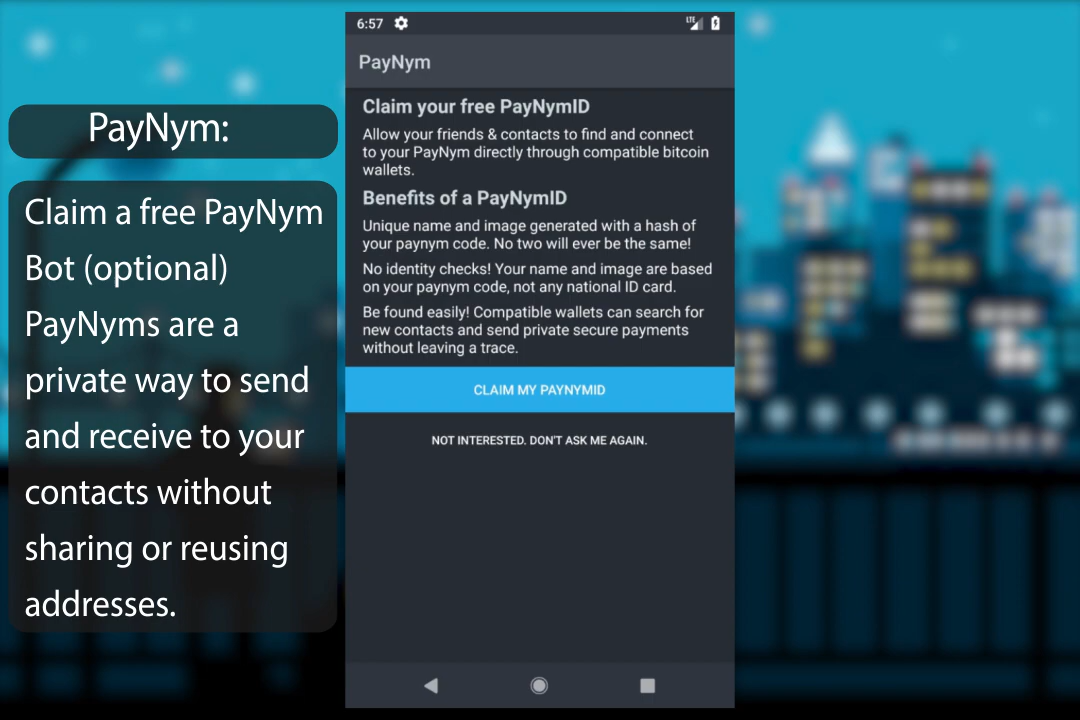 PayNym:
Claim a free PayNym
Bot (optional)
PayNyms are a
private way to send
and receive to your
contacts without
sharing or reusing
addresses.
6:57
LTE
PayNym
Claim your free PayNymID
Allow your friends & contacts to find and connect
to your PayNym directly through compatible bitcoin
wallets.
Benefits of a PayNymID
Unique name and image generated with a hash of
your paynym code. No two will ever be the same!
No identity checks! Your name and image are based
on your paynym code, not any national ID card.
Be found easily! Compatible wallets can search for
new contacts and send private secure payments
without leaving a trace.
CLAIM MY PAYNYMID
NOT INTERESTED. DON'T ASK ME AGAIN.